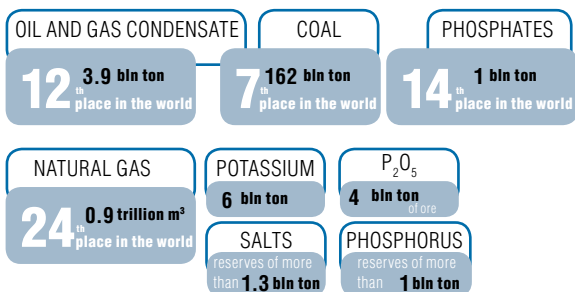 OIL AND GAS CONDENSATE
12th 3.9 bln ton
place in the world
COAL
7th 162 bln ton
place in the world
PHOSPHATES
14th 1 bln ton
place in the world
NATURAL GAS
24th 0.9 trillion m³
place in the world
POTASSIUM
6 bln ton
P₂O₅
4 bln ton
of ore
SALTS
reserves of more
than 1.3 bln ton
PHOSPHORUS
reserves of more
than 1 bln ton